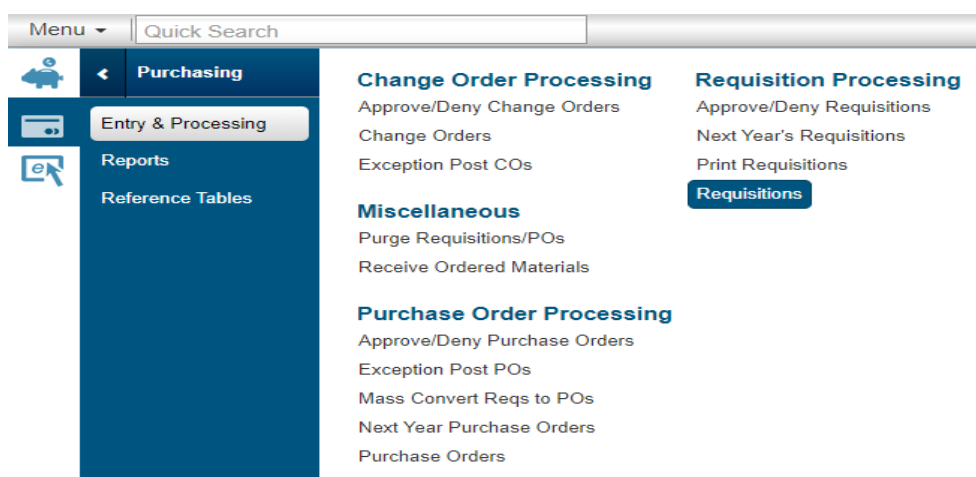 Menu
Quick Search
Purchasing
Entry & Processing
Reports
Reference Tables
Change Order Processing
Approve/Deny Change Orders
Change Orders
Exception Post COs
Miscellaneous
Purge Requisitions/POs
Receive Ordered Materials
Purchase Order Processing
Approve/Deny Purchase Orders
Exception Post POs
Mass Convert Reqs to POs
Next Year Purchase Orders
Purchase Orders
Requisition Processing
Approve/Deny Requisitions
Next Year's Requisitions
Print Requisitions
Requisitions